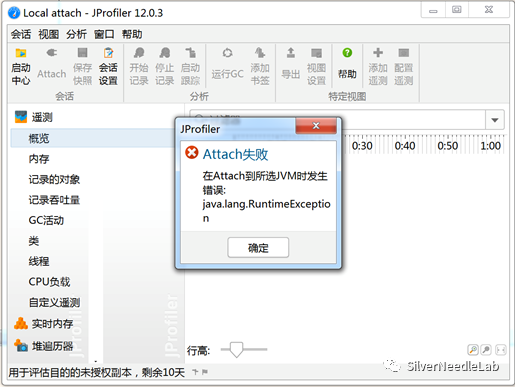 Local attach - JProfiler 12.0.3
会话 视图 分析 窗口 帮助
启动中心
Attach
保存快照
会话设置
开始记录
停止记录
启动跟踪
运行GC
添加书签
导出
视图设置
帮助
添加遥测
配置遥测
会话
分析
特定视图
遥测
概览
内存
记录的对象
记录吞吐量
GC活动
类
线程
CPU负载
自定义遥测
实时内存
堆遍历器
JProfiler
JProfiler
0:30 0:40 0:50 1:00
JProfiler
Attach失败
在Attach到所选JVM时发生
错误:
java.lang.RuntimeExceptio
n
确定
行高:
用于评估目的的未授权副本，剩余10天
SilverNeedleLab